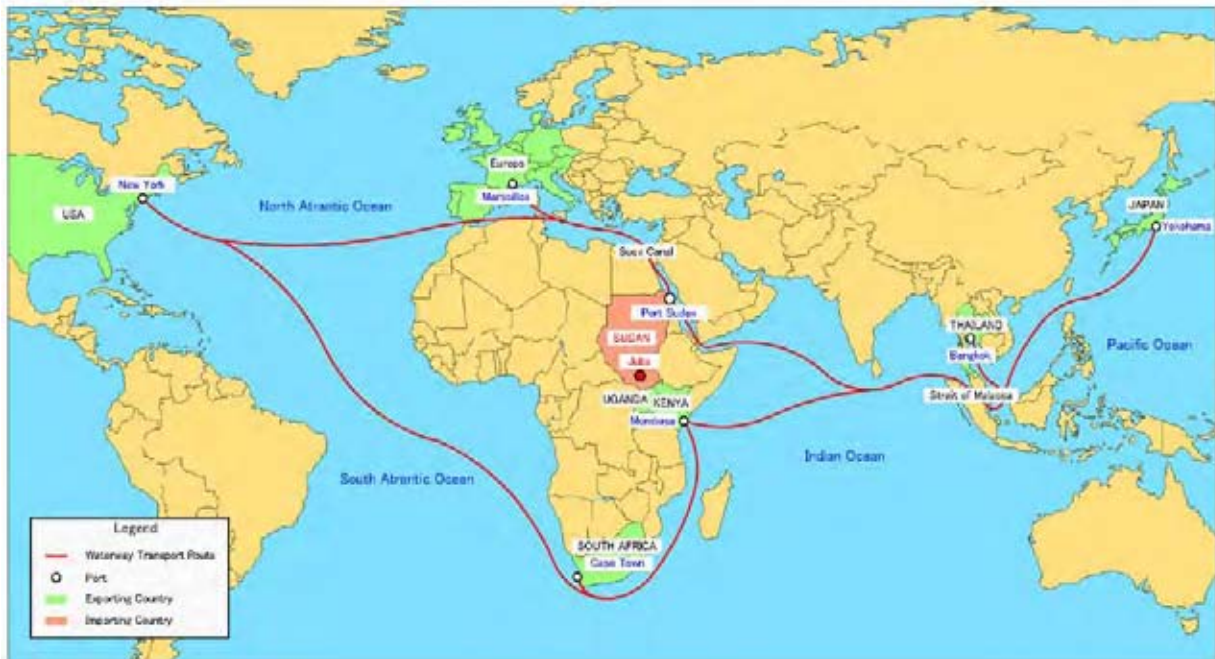 New York
USA
North Atrantic Ocean
Europe
Marseilles
Suez Canal
Port Sudan
SUDAN
Juba
UGANDA
KENYA
Mombasa
JAPAN
Yokohama
THAILAND
Bangkok
Pacific Ocean
Strait of Malacca
Indian Ocean
South Atrantic Ocean
SOUTH AFRICA
Cape Town
Legend
Waterway Transport Route
Port
Exporting Country
Importing Country